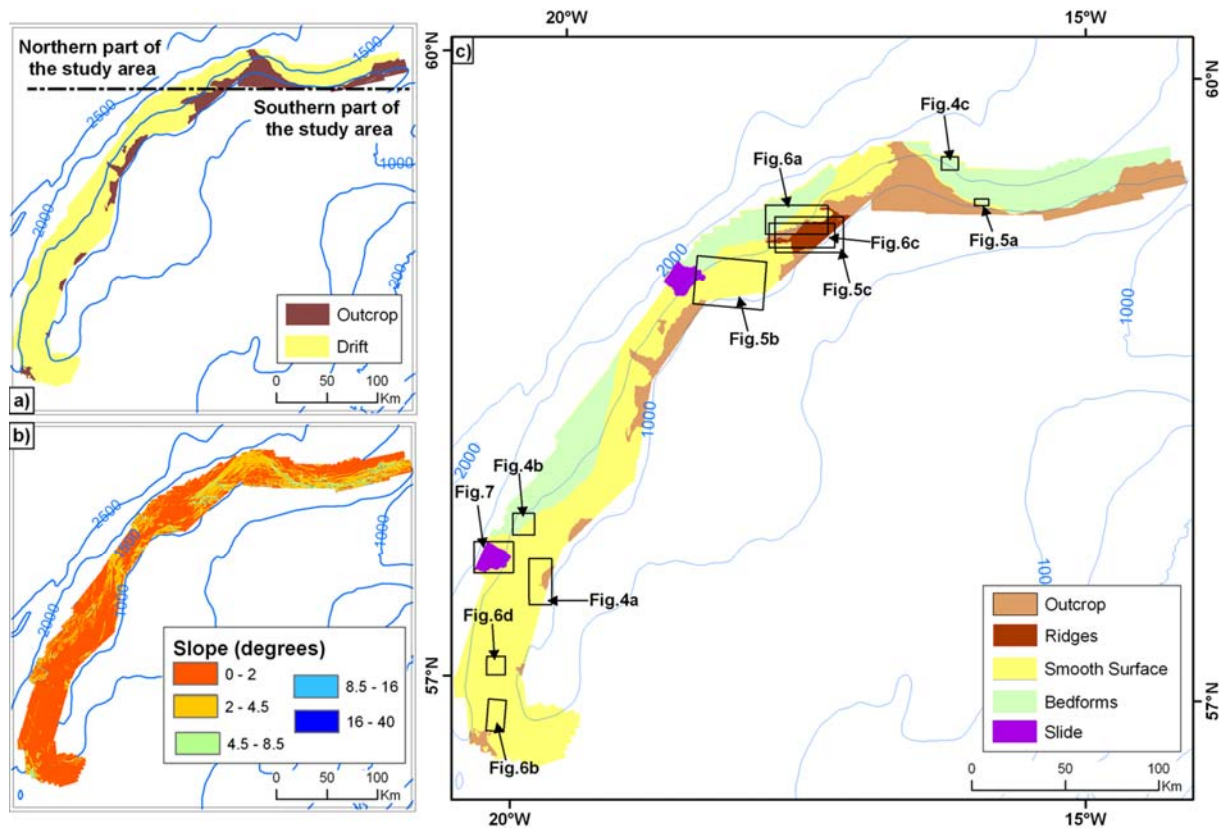 a)
Northern part of
the study area
Southern part of
the study area
2500
1500
2000
1000
200
Outcrop
Drift
0 50 100
Km
b)
2500
1000
2000
1000
Slope (degrees)
0 - 2
2 - 4.5
4.5 - 8.5
8.5 - 16
16 - 40
0 50 100
Km
0
c)
20°W
15°W
60°N
60°N
Fig.4c
Fig.6a
Fig.5a
Fig.6c
Fig.5c
2000
Fig.5b
1000
1000
2000
Fig.4b
Fig.7
Fig.4a
Fig.6d
Fig.6b
57°N
57°N
100
Outcrop
Ridges
Smooth Surface
Bedforms
Slide
0 50 100
Km
20°W
15°W